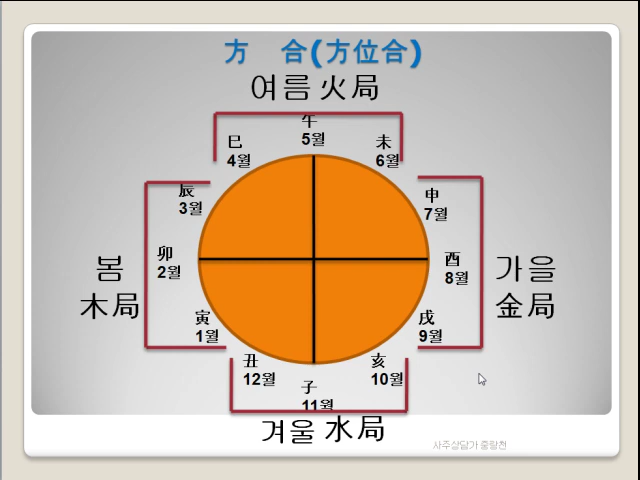 方 合(方位合)
여름 火局
午
5월
巳
4월
未
6월
辰
3월
申
7월
卯
2월
酉
8월
봄
木局
가을
金局
寅
1월
戌
9월
丑
12월
亥
10월
子
11월
겨울 水局
사주상담가 중랑천